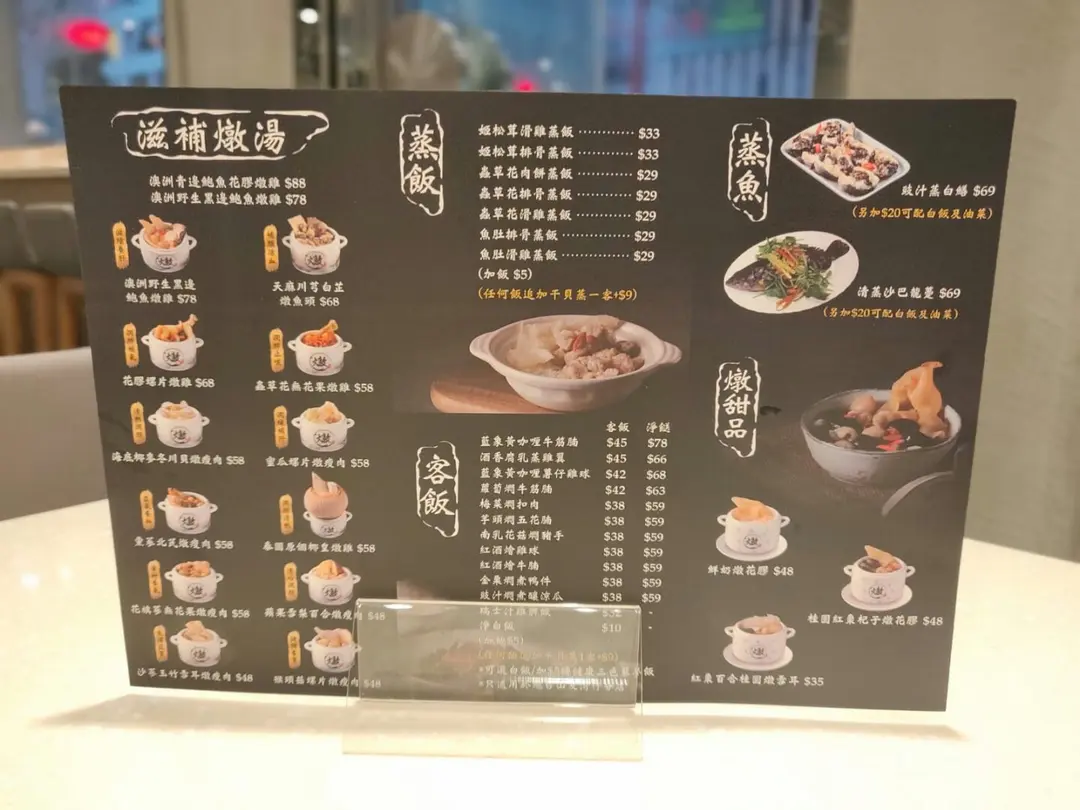 滋補燉湯
澳洲青邊鮑魚花膠燉雞 $88
澳洲野生黑邊鮑魚燉雞 $78
澳洲野生黑邊
鮑魚燉雞 $78
天麻川芎白芷
燉魚頭 $68
花膠螺片燉雞 $68
蟲草花無花果燉雞 $58
海底椰麥冬川貝燉瘦肉 $58
蜜瓜螺片燉瘦肉 $58
北芪燉瘦肉 $58
泰國原個椰皇燉雞 $58
花旗蔘無花果燉瘦肉 $58
蘋果雪梨百合燉瘦肉 $48
沙蔘玉竹雪耳燉瘦肉 $48
猴頭菇螺片燉瘦肉 $48
蒸飯
姬松茸滑雞蒸飯 ············ $33
姬松茸排骨蒸飯 ············ $33
蟲草花肉餅蒸飯 ············ $29
蟲草花排骨蒸飯 ············ $29
蟲草花滑雞蒸飯 ············ $29
魚肚排骨蒸飯 ··············· $29
魚肚滑雞蒸飯 ··············· $29
(加飯 $5)
(任何飯追加干貝蒸一客+$9)
客飯
客飯 淨餸
藍象黃咖喱牛筋腩 $45 $78
酒香腐乳蒸雞翼 $45 $66
藍象黃咖喱薯仔雞球 $42 $68
蘿蔔燜牛筋腩 $42 $63
梅菜燜扣肉 $38 $59
芋頭燜五花腩 $38 $59
南乳花菇燜豬手 $38 $59
紅酒燴雞球 $38 $59
紅酒燴牛腩 $38 $59
金栗燜煮鴨件 $38 $59
豉汁燜煮釀涼瓜 $38 $59
瑞士汁雞髀飯 $32 -
淨白飯 $10 -
蒸魚
豉汁蒸白鱔 $69
(另加$20可配白飯及油菜)
清蒸沙巴龍躉 $69
(另加$20可配白飯及油菜)
燉甜品
鮮奶燉花膠 $48
桂圓紅棗杞子燉花膠 $48
紅棗百合桂圓燉雪耳 $35